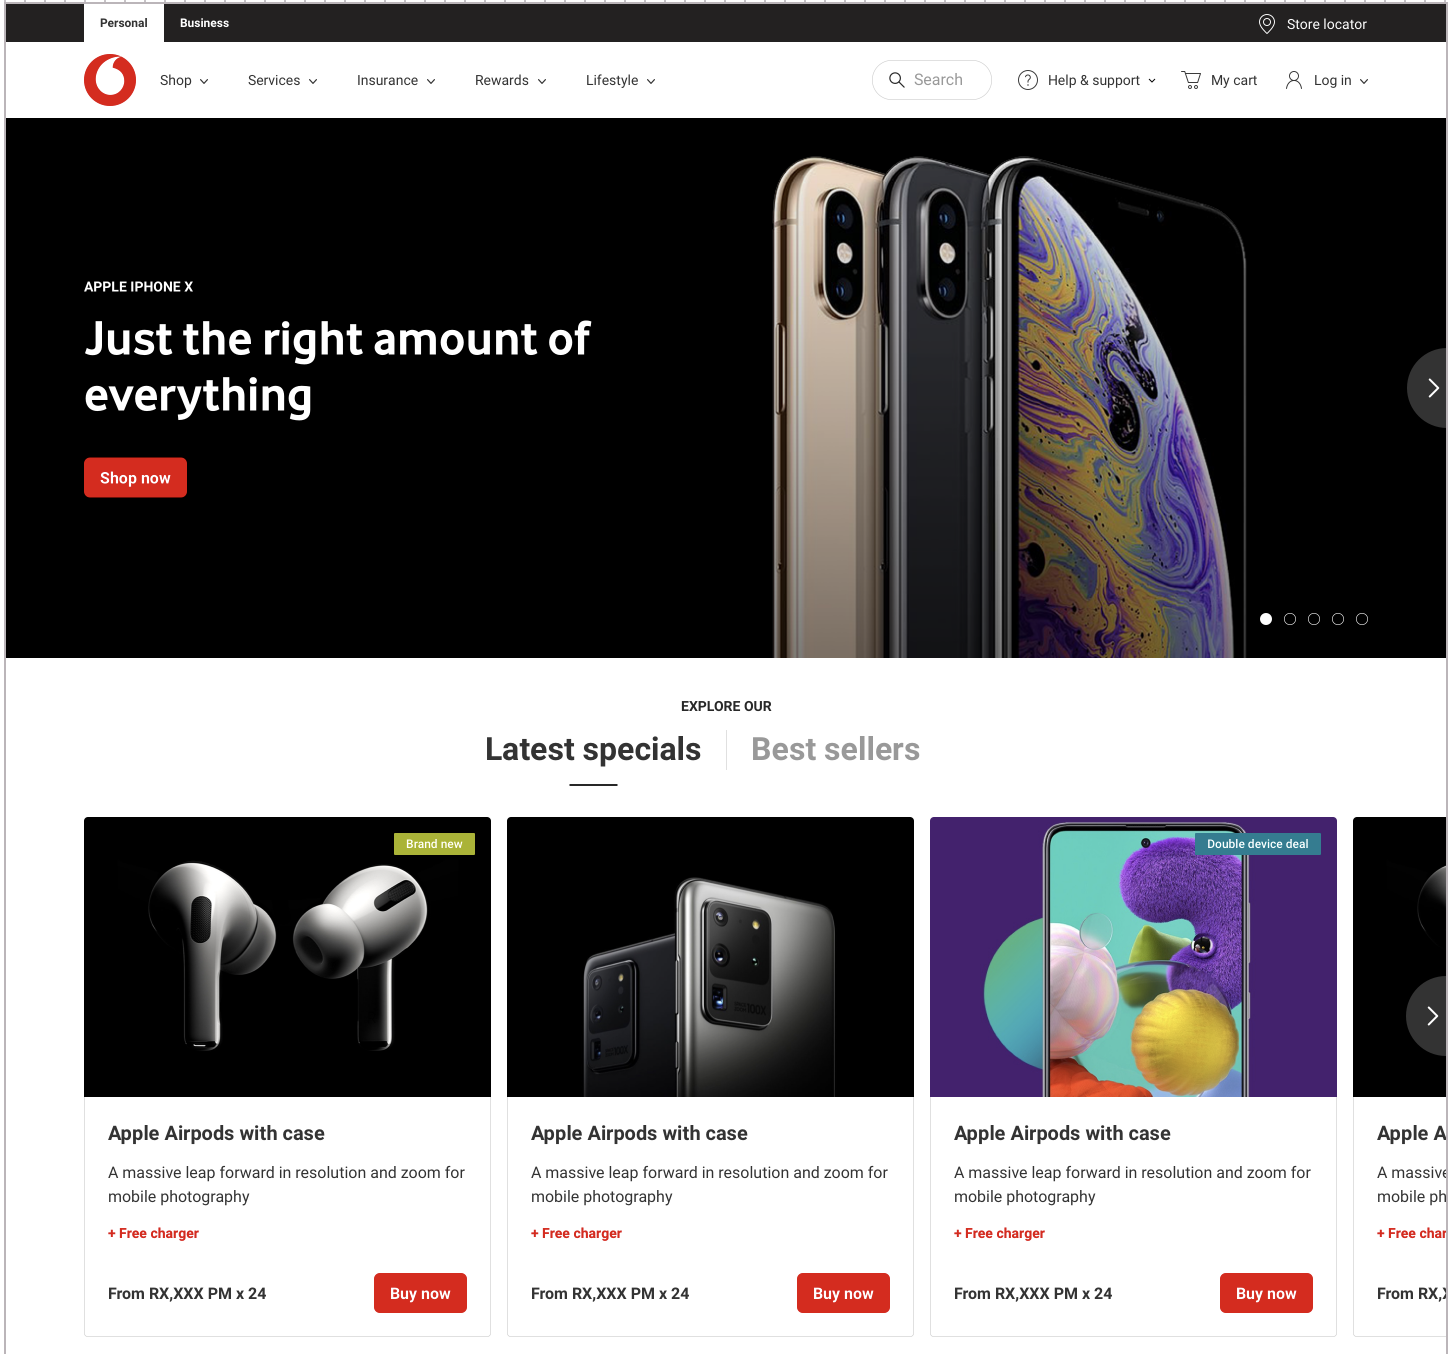 Personal
Business
Store locator
Shop
Services
Insurance
Rewards
Lifestyle
Search
Help & support
My cart
Log in
APPLE IPHONE X
Just the right amount of
everything
Shop now
EXPLORE OUR
Latest specials
Best sellers
Brand new
Double device deal
100X
Apple Airpods with case
A massive leap forward in resolution and zoom for
mobile photography
+ Free charger
From RX,XXX PM x 24
Buy now
Apple Airpods with case
A massive leap forward in resolution and zoom for
mobile photography
+ Free charger
From RX,XXX PM x 24
Buy now
Apple Airpods with case
A massive leap forward in resolution and zoom for
mobile photography
+ Free charger
From RX,XXX PM x 24
Buy now
Apple A
A massive
mobile ph
+ Free char
From RX,